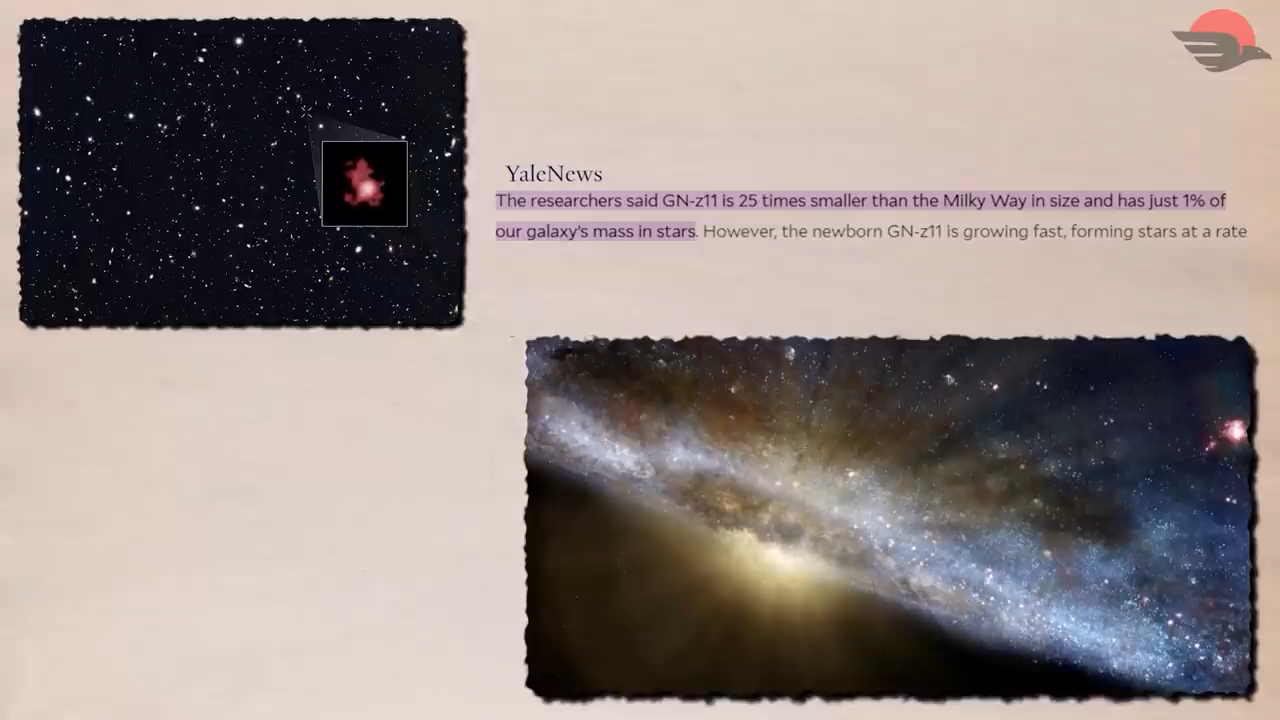 YaleNews
The researchers said GN-z11 is 25 times smaller than the Milky Way in size and has just 1% of
our galaxy's mass in stars. However, the newborn GN-z11 is growing fast, forming stars at a rate